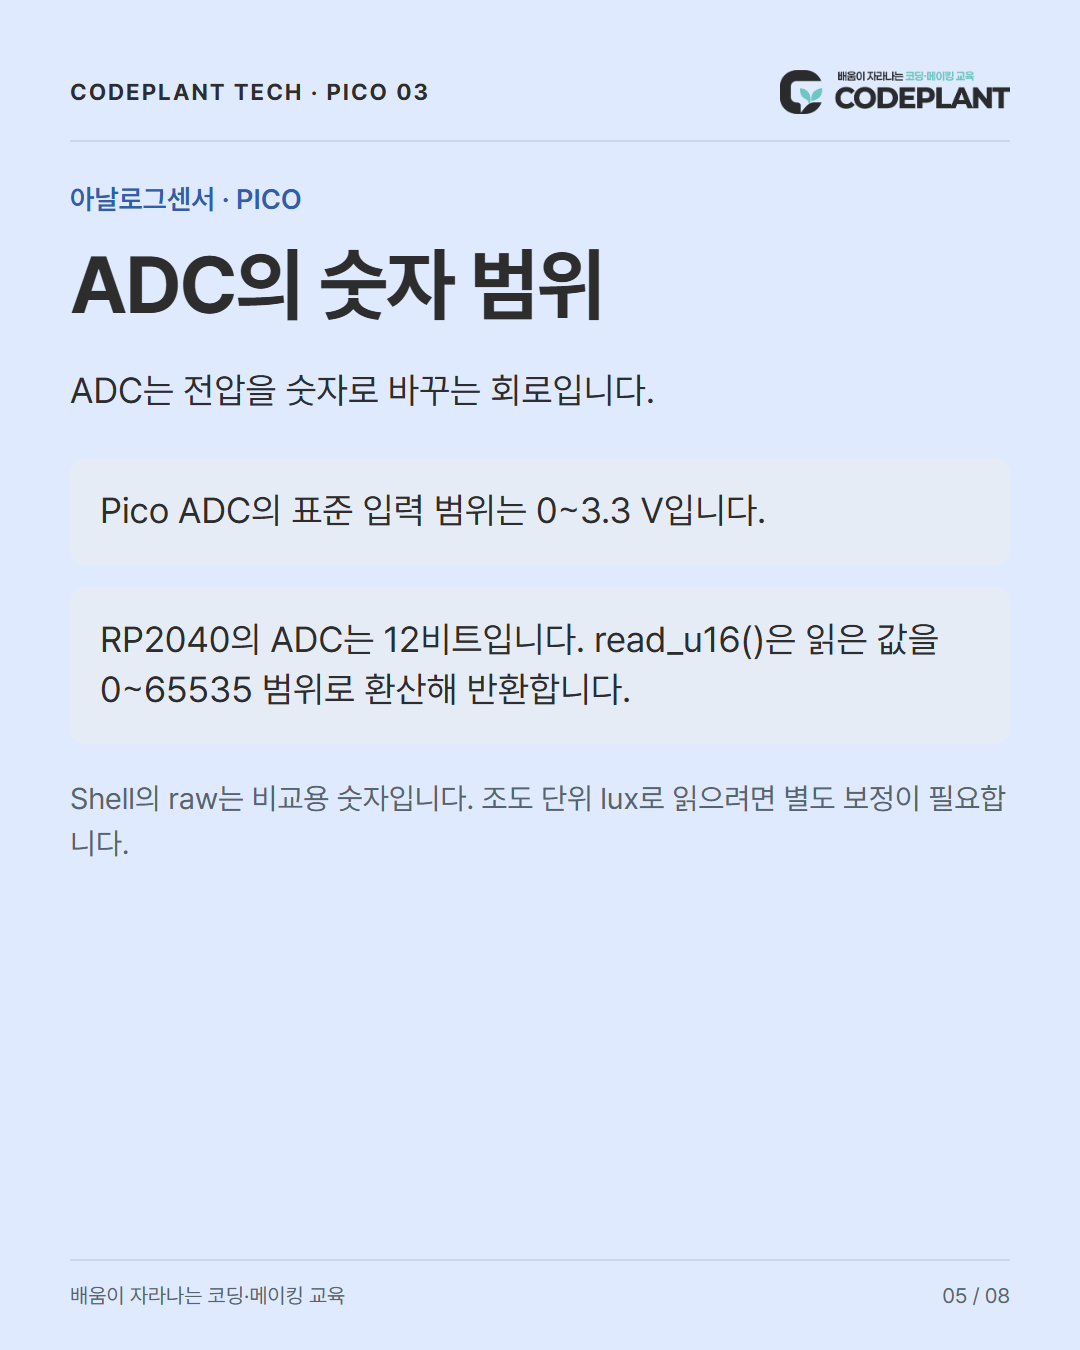 CODEPLANT TECH · PICO 03
배움이 자라나는 코딩·메이킹 교육
CODEPLANT
아날로그센서 · PICO
ADC의 숫자 범위
ADC는 전압을 숫자로 바꾸는 회로입니다.
Pico ADC의 표준 입력 범위는 0~3.3 V입니다.
RP2040의 ADC는 12비트입니다. read_u16()은 읽은 값을
0~65535 범위로 환산해 반환합니다.
Shell의 raw는 비교용 숫자입니다. 조도 단위 lux로 읽으려면 별도 보정이 필요합
니다.
배움이 자라나는 코딩·메이킹 교육
05 / 08